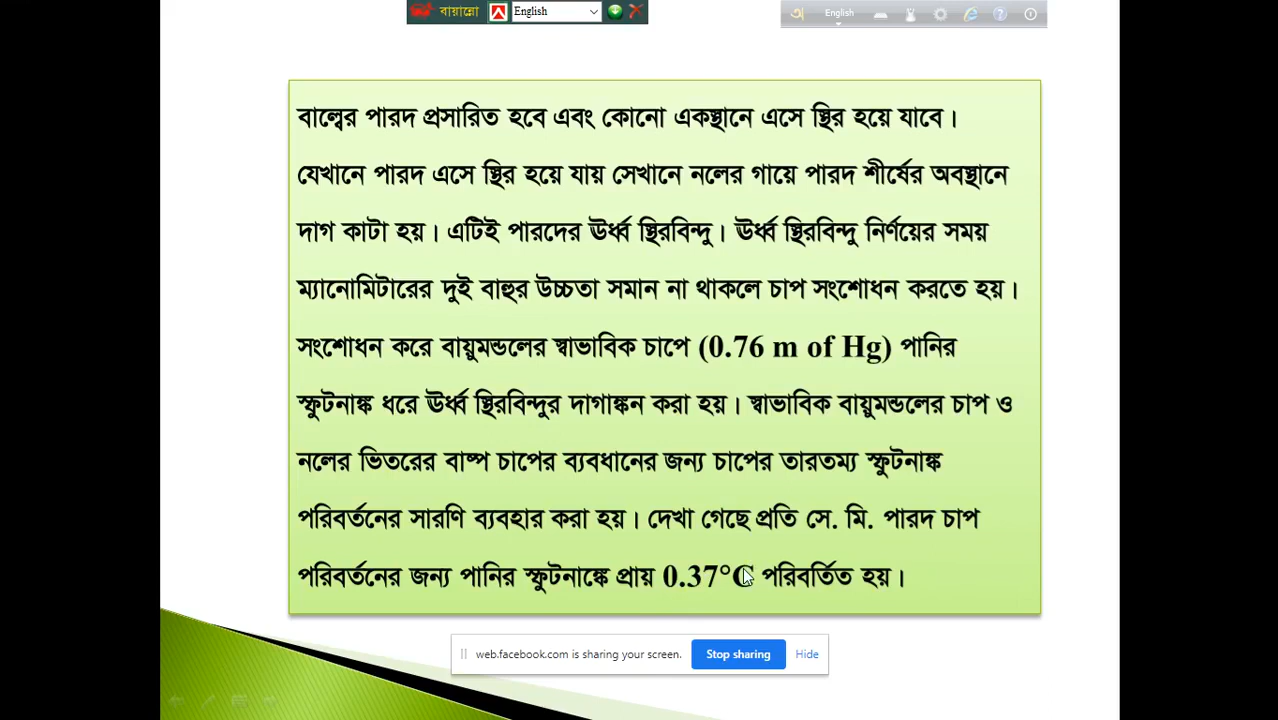 বায়ান্নো English
English
বাল্বের পারদ প্রসারিত হবে এবং কোনো একস্থানে এসে স্থির হয়ে যাবে।
যেখানে পারদ এসে স্থির হয়ে যায় সেখানে নলের গায়ে পারদ শীর্ষের অবস্থানে
দাগ কাটা হয়। এটিই পারদের ঊর্ধ্ব স্থিরবিন্দু। ঊর্ধ্ব স্থিরবিন্দু নির্ণয়ের সময়
ম্যানোমিটারের দুই বাহুর উচ্চতা সমান না থাকলে চাপ সংশোধন করতে হয়।
সংশোধন করে বায়ুমন্ডলের স্বাভাবিক চাপে (0.76 m of Hg) পানির
স্ফুটনাঙ্ক ধরে ঊর্ধ্ব স্থিরবিন্দুর দাগাঙ্কন করা হয়। স্বাভাবিক বায়ুমন্ডলের চাপ ও
নলের ভিতরের বাষ্প চাপের ব্যবধানের জন্য চাপের তারতম্য স্ফুটনাঙ্ক
পরিবর্তনের সারণি ব্যবহার করা হয়। দেখা গেছে প্রতি সে. মি. পারদ চাপ
পরিবর্তনের জন্য পানির স্ফুটনাঙ্কে প্রায় 0.37°C পরিবর্তিত হয়।
web.facebook.com is sharing your screen. Stop sharing Hide